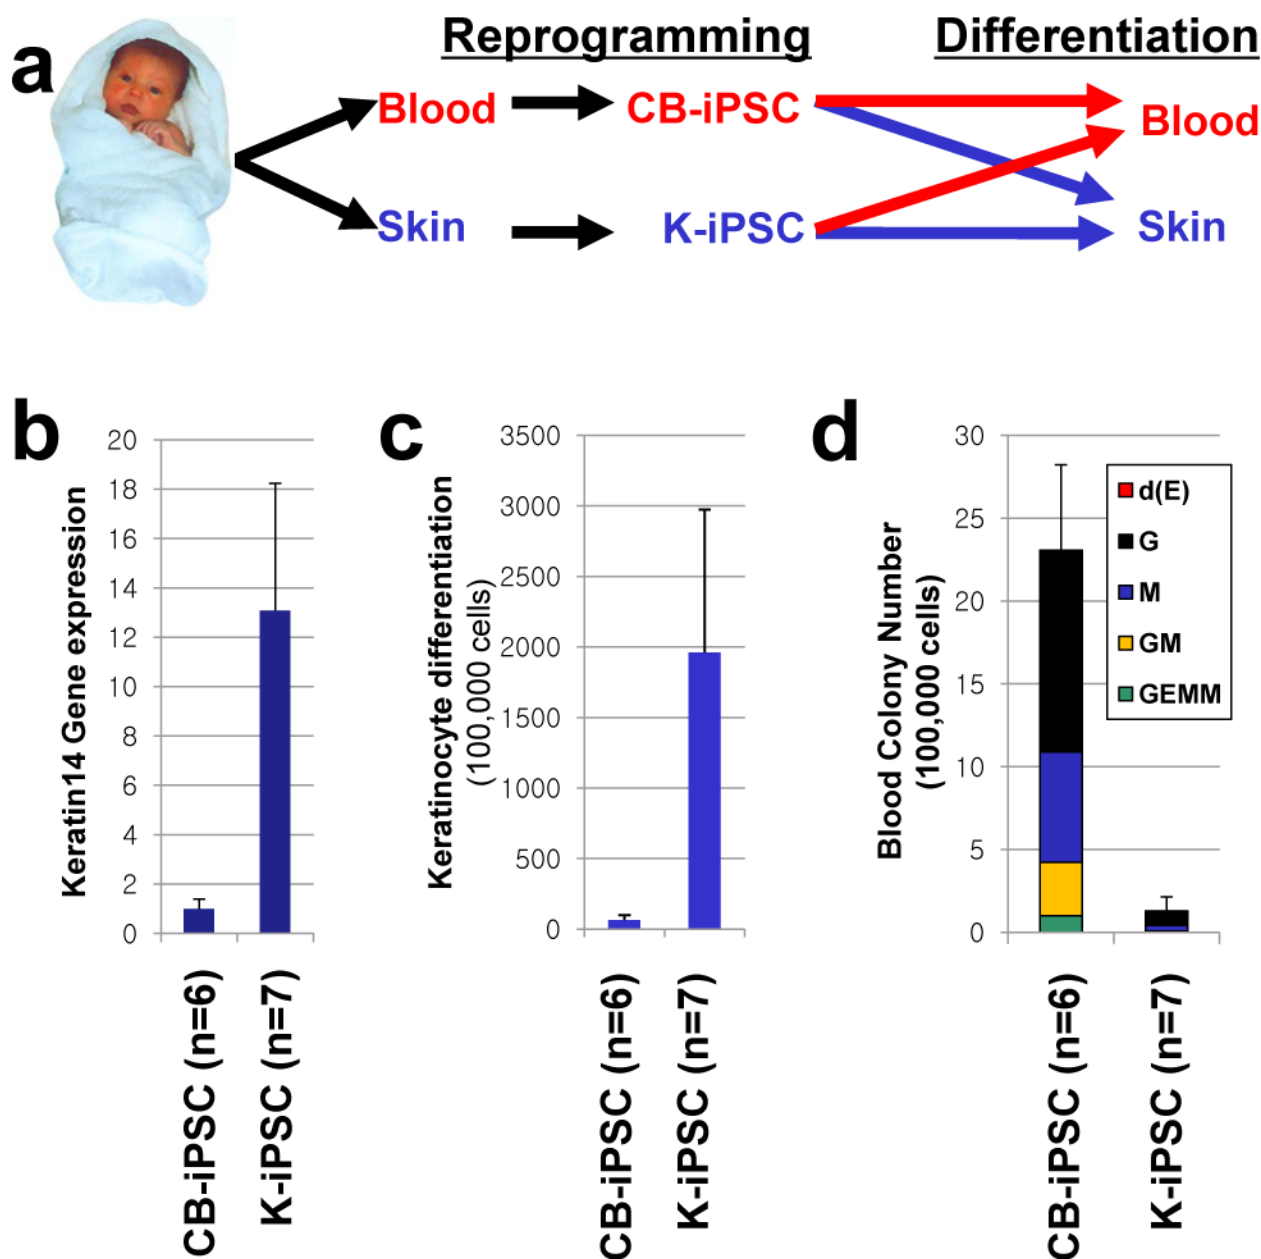 a
Reprogramming
Differentiation
Blood
CB-iPSC
Blood
Skin
K-iPSC
Skin
b
Keratin14 Gene expression
20
18
16
14
12
10
8
6
4
2
0
CB-iPSC (n=6)
K-iPSC (n=7)
c
Keratinocyte differentiation
(100,000 cells)
3500
3000
2500
2000
1500
1000
500
0
CB-iPSC (n=6)
K-iPSC (n=7)
d
Blood Colony Number
(100,000 cells)
30
25
20
15
10
5
0
d(E)
G
M
GM
GEMM
CB-iPSC (n=6)
K-iPSC (n=7)